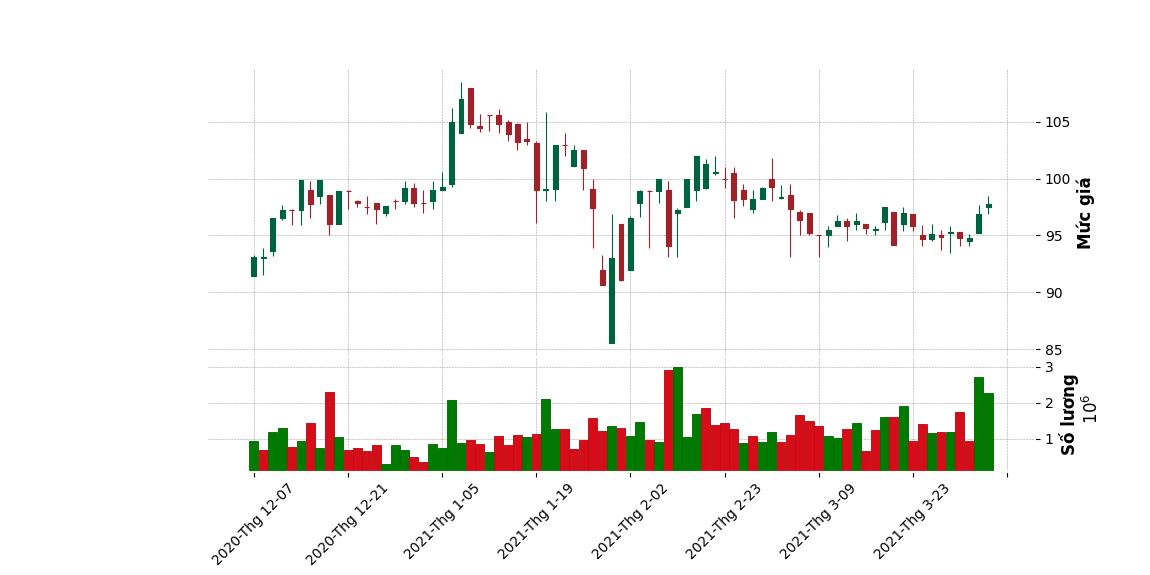 105
100
95
90
85
Mức giá
3
2
1
Số lương
10^6
2020-Thg 12-07
2020-Thg 12-21
2021-Thg 1-05
2021-Thg 1-19
2021-Thg 2-02
2021-Thg 2-23
2021-Thg 3-09
2021-Thg 3-23